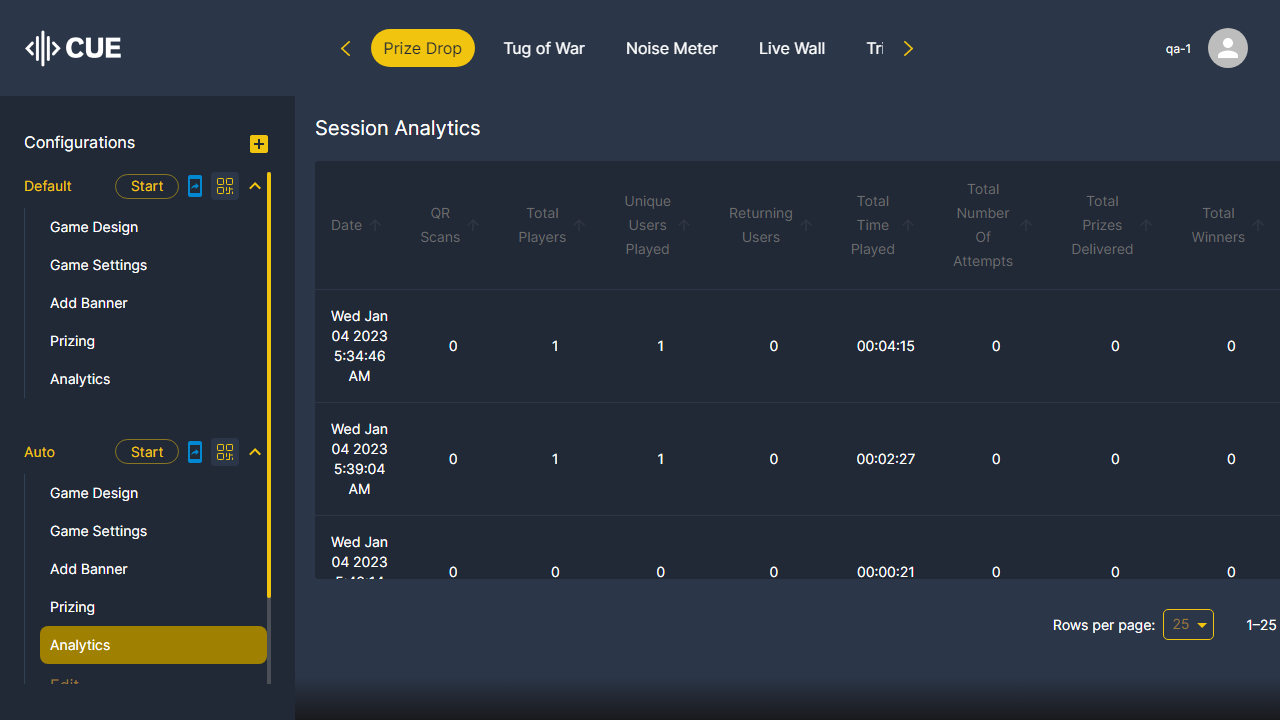 CUE
Prize Drop
Tug of War
Noise Meter
Live Wall
Tri
qa-1
Configurations
Default
Start
Game Design
Game Settings
Add Banner
Prizing
Analytics
Auto
Start
Game Design
Game Settings
Add Banner
Prizing
Analytics
Edit
Session Analytics
Date
QR
Scans
Total
Players
Unique
Users
Played
Returning
Users
Total
Time
Played
Total
Number
Of
Attempts
Total
Prizes
Delivered
Total
Winners
Wed Jan
04 2023
5:34:46
AM
0
1
1
0
00:04:15
0
0
0
Wed Jan
04 2023
5:39:04
AM
0
1
1
0
00:02:27
0
0
0
Wed Jan
04 2023
0
0
0
0
00:00:21
0
0
0
Rows per page:
25
1–25